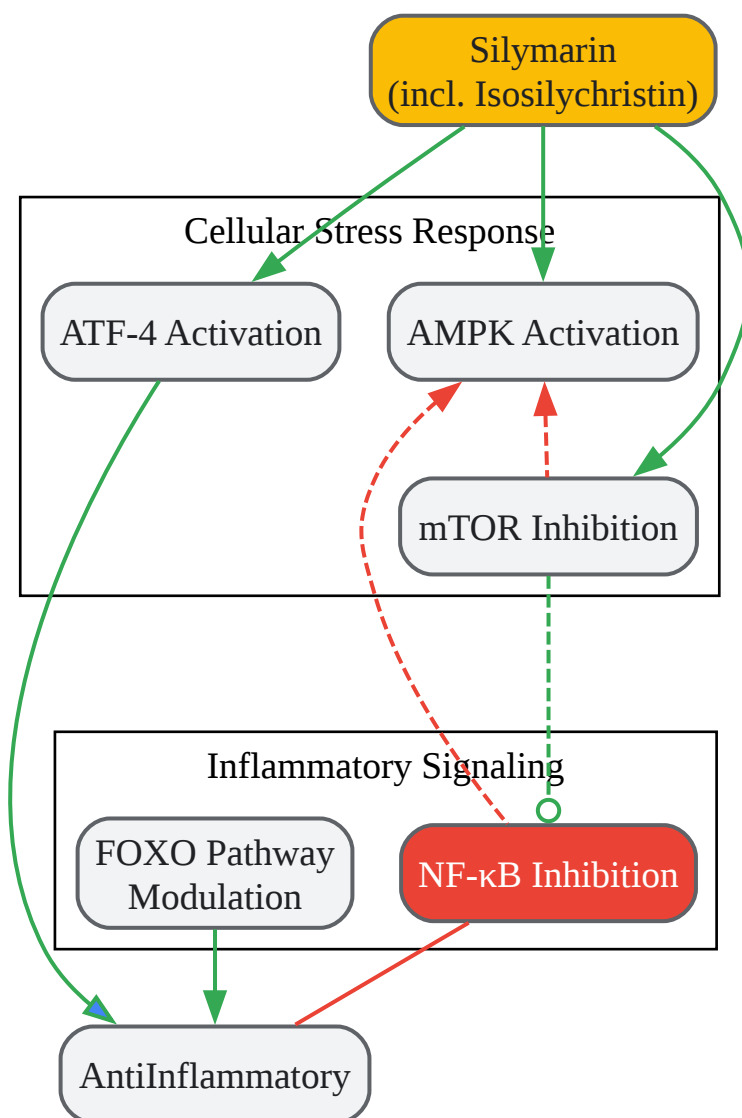 Silymarin
(incl. Isosilychristin)
Cellular Stress Response
ATF-4 Activation
AMPK Activation
mTOR Inhibition
Inflammatory Signaling
FOXO Pathway
Modulation
NF-κB Inhibition
AntiInflammatory